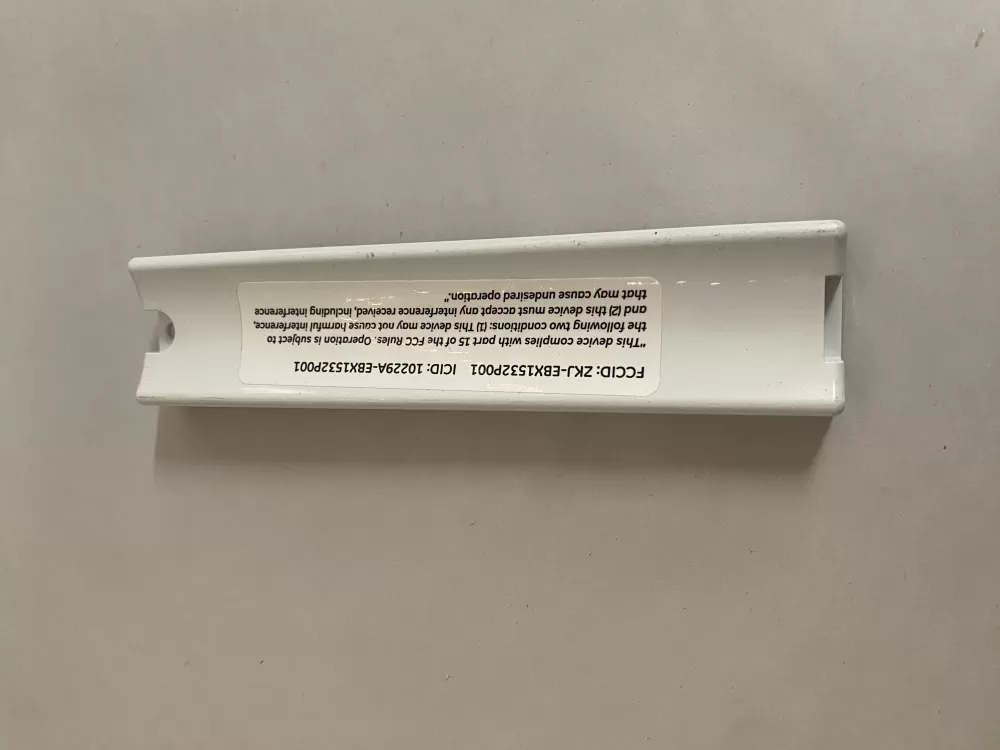 FCCID: ZKJ-EBX1532P001 ICID: 10229A-EBX1532P001
"This device complies with part 15 of the FCC Rules. Operation is subject to
the following two conditions: (1) This device may not cause harmful interference,
and (2) this device must accept any interference received, including interference
that may cause undesired operation."